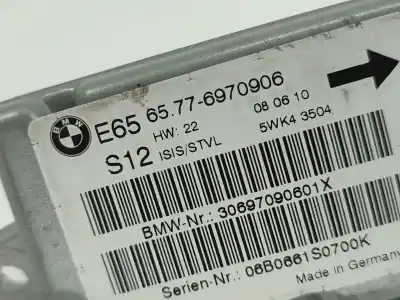 BMW
E65 65.77-6970906
HW: 22 08 06 10
S12 ISIS/STVL 5WK4 3504
BMW-Nr.: 30697090601X
Serien-Nr.: 06B0661S0700K
Made in Germany